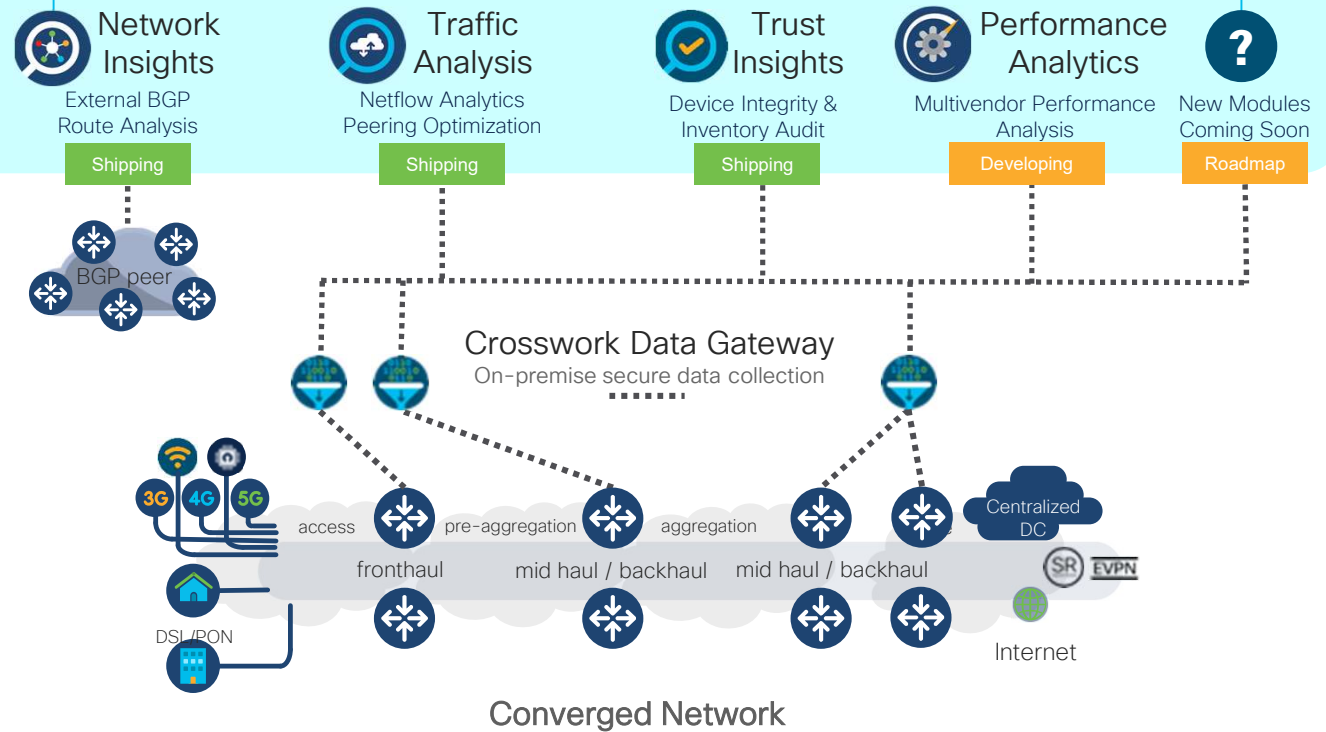 Network
Insights
External BGP
Route Analysis
Shipping
Traffic
Analysis
Netflow Analytics
Peering Optimization
Shipping
Trust
Insights
Device Integrity &
Inventory Audit
Shipping
Performance
Analytics
Multivendor Performance
Analysis
Developing
?
New Modules
Coming Soon
Roadmap
BGP peer
Crosswork Data Gateway
On-premise secure data collection
3G
4G
5G
access
pre-aggregation
aggregation
Centralized
DC
fronthaul
mid haul / backhaul
mid haul / backhaul
SR
EVPN
DSL/PON
Internet
Converged Network